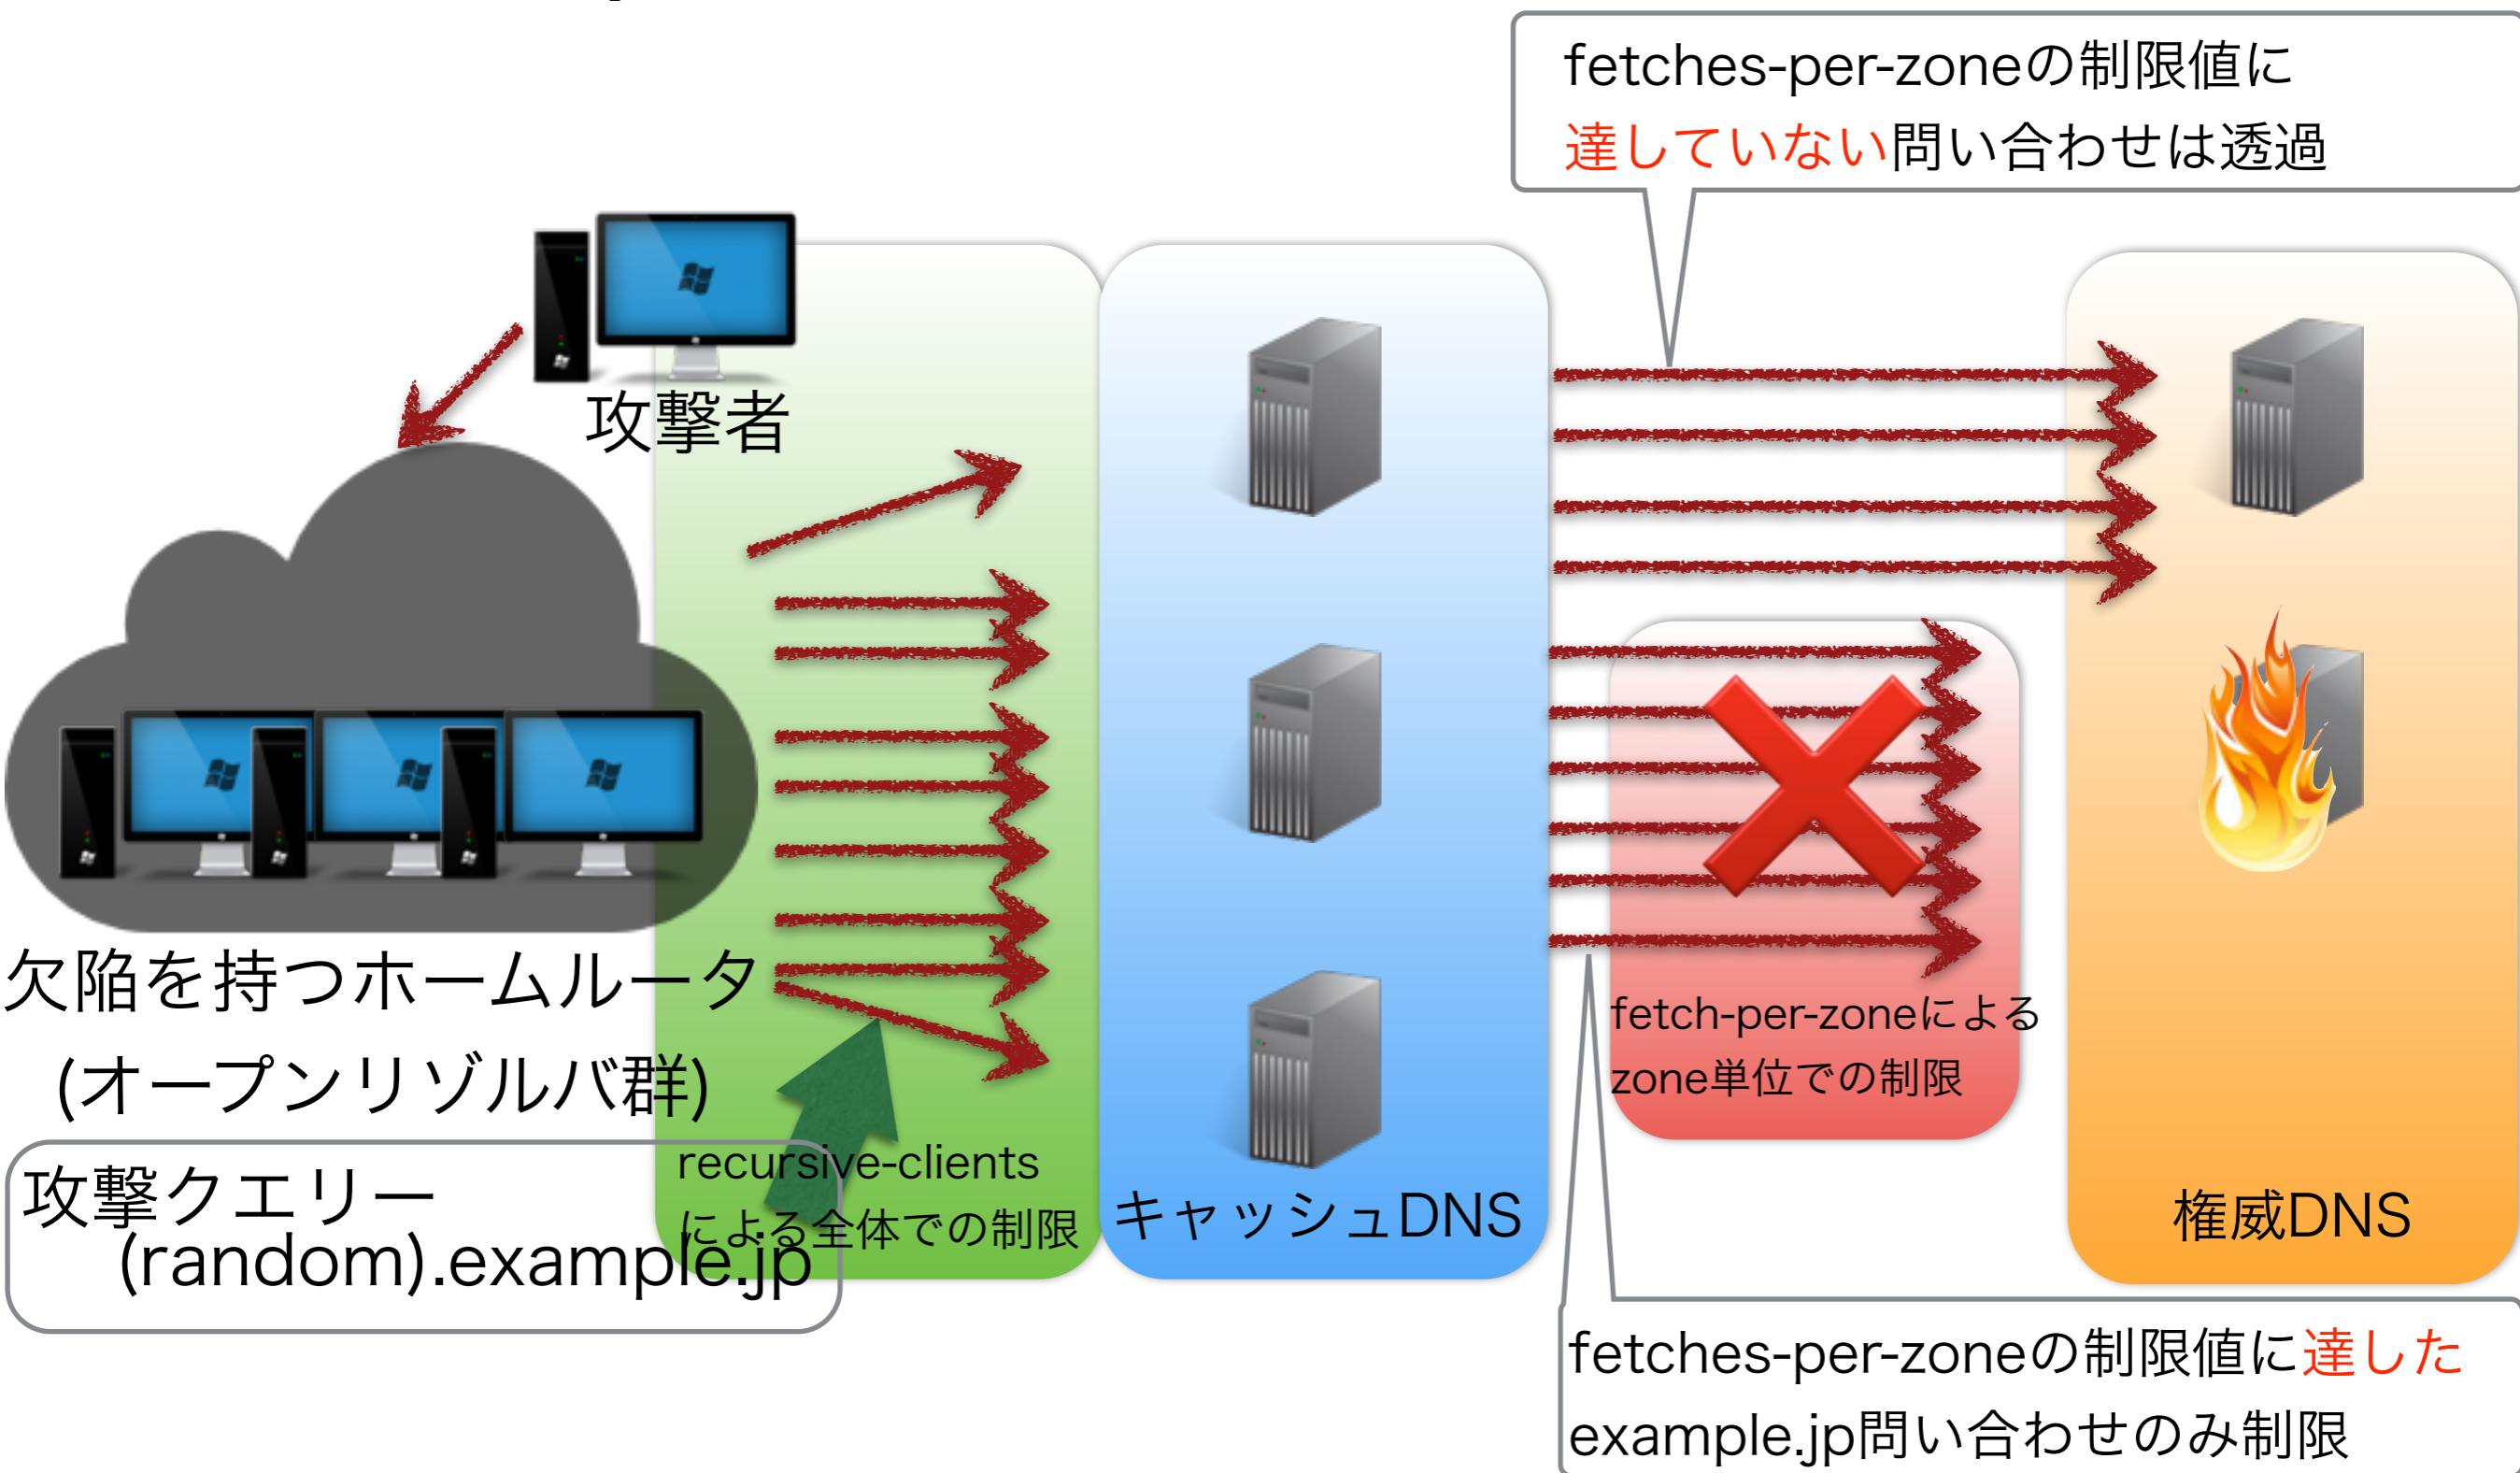 fetches-per-zoneの制限値に
達していない問い合わせは透過
攻撃者
欠陥を持つホームルータ
(オープンリゾルバ群)
攻撃クエリー
(random).example.jp
recursive-clients
による全体での制限
キャッシュDNS
fetch-per-zoneによる
zone単位での制限
権威DNS
fetches-per-zoneの制限値に達した
example.jp問い合わせのみ制限